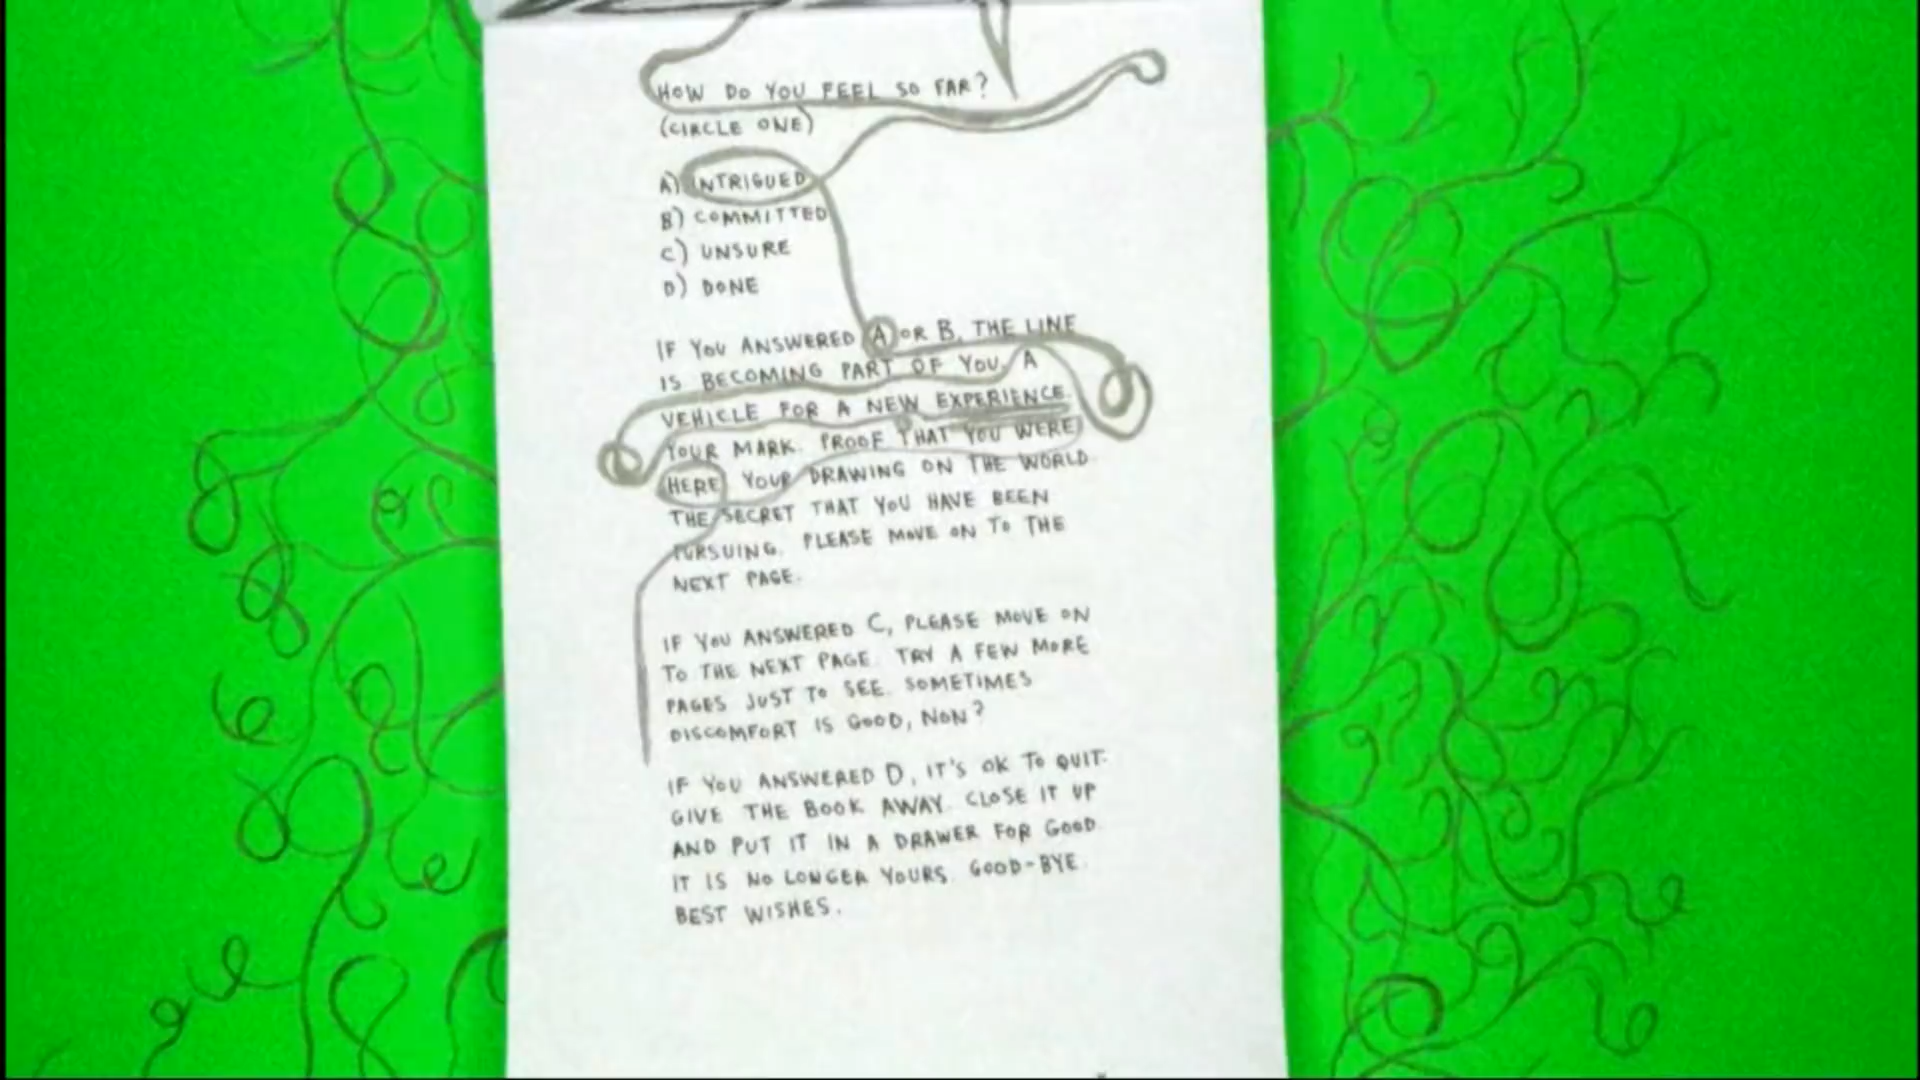 HOW DO YOU FEEL SO FAR?
(CIRCLE ONE)
A) INTRIGUED
B) COMMITTED
C) UNSURE
D) DONE
IF YOU ANSWERED A OR B, THE LINE
IS BECOMING PART OF YOU. A
VEHICLE FOR A NEW EXPERIENCE.
YOUR MARK. PROOF THAT YOU WERE
HERE. YOUR DRAWING ON THE WORLD.
THE SECRET THAT YOU HAVE BEEN
PURSUING. PLEASE MOVE ON TO THE
NEXT PAGE.
IF YOU ANSWERED C, PLEASE MOVE ON
TO THE NEXT PAGE. TRY A FEW MORE
PAGES JUST TO SEE. SOMETIMES
DISCOMFORT IS GOOD, NON?
IF YOU ANSWERED D, IT'S OK TO QUIT.
GIVE THE BOOK AWAY. CLOSE IT UP
AND PUT IT IN A DRAWER FOR GOOD.
IT IS NO LONGER YOURS. GOOD-BYE.
BEST WISHES.